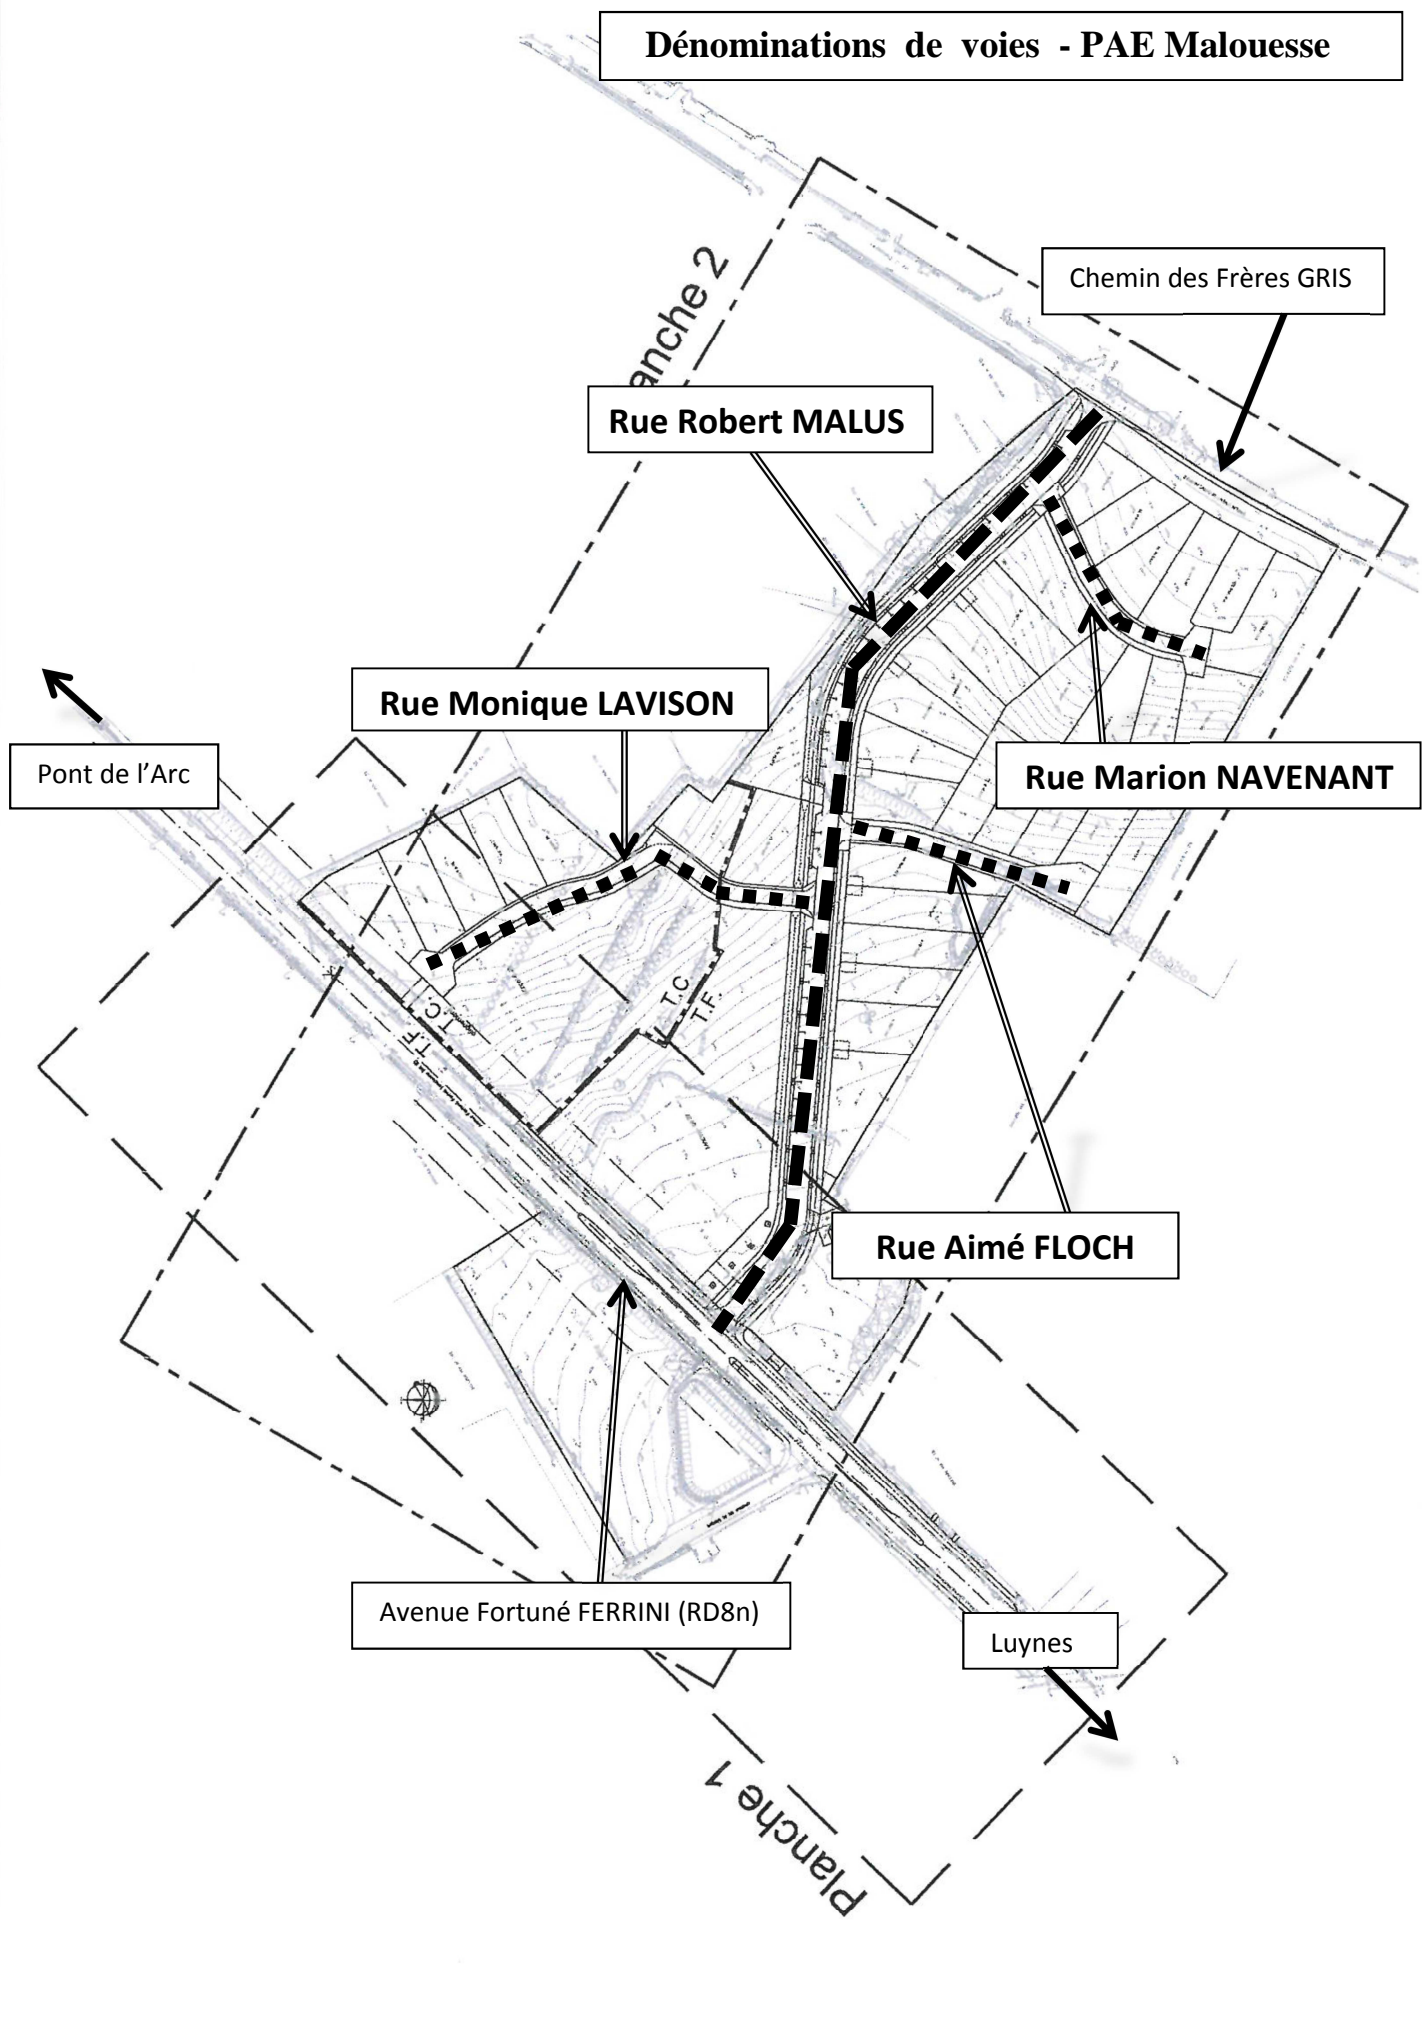 Dénominations de voies - PAE Malouesse
Chemin des Frères GRIS
anche 2
Rue Robert MALUS
Rue Monique LAVISON
Pont de l’Arc
Rue Marion NAVENANT
T.C.
T.F.
T.C.
T.F.
Rue Aimé FLOCH
Avenue Fortuné FERRINI (RD8n)
Luynes
Planche 1